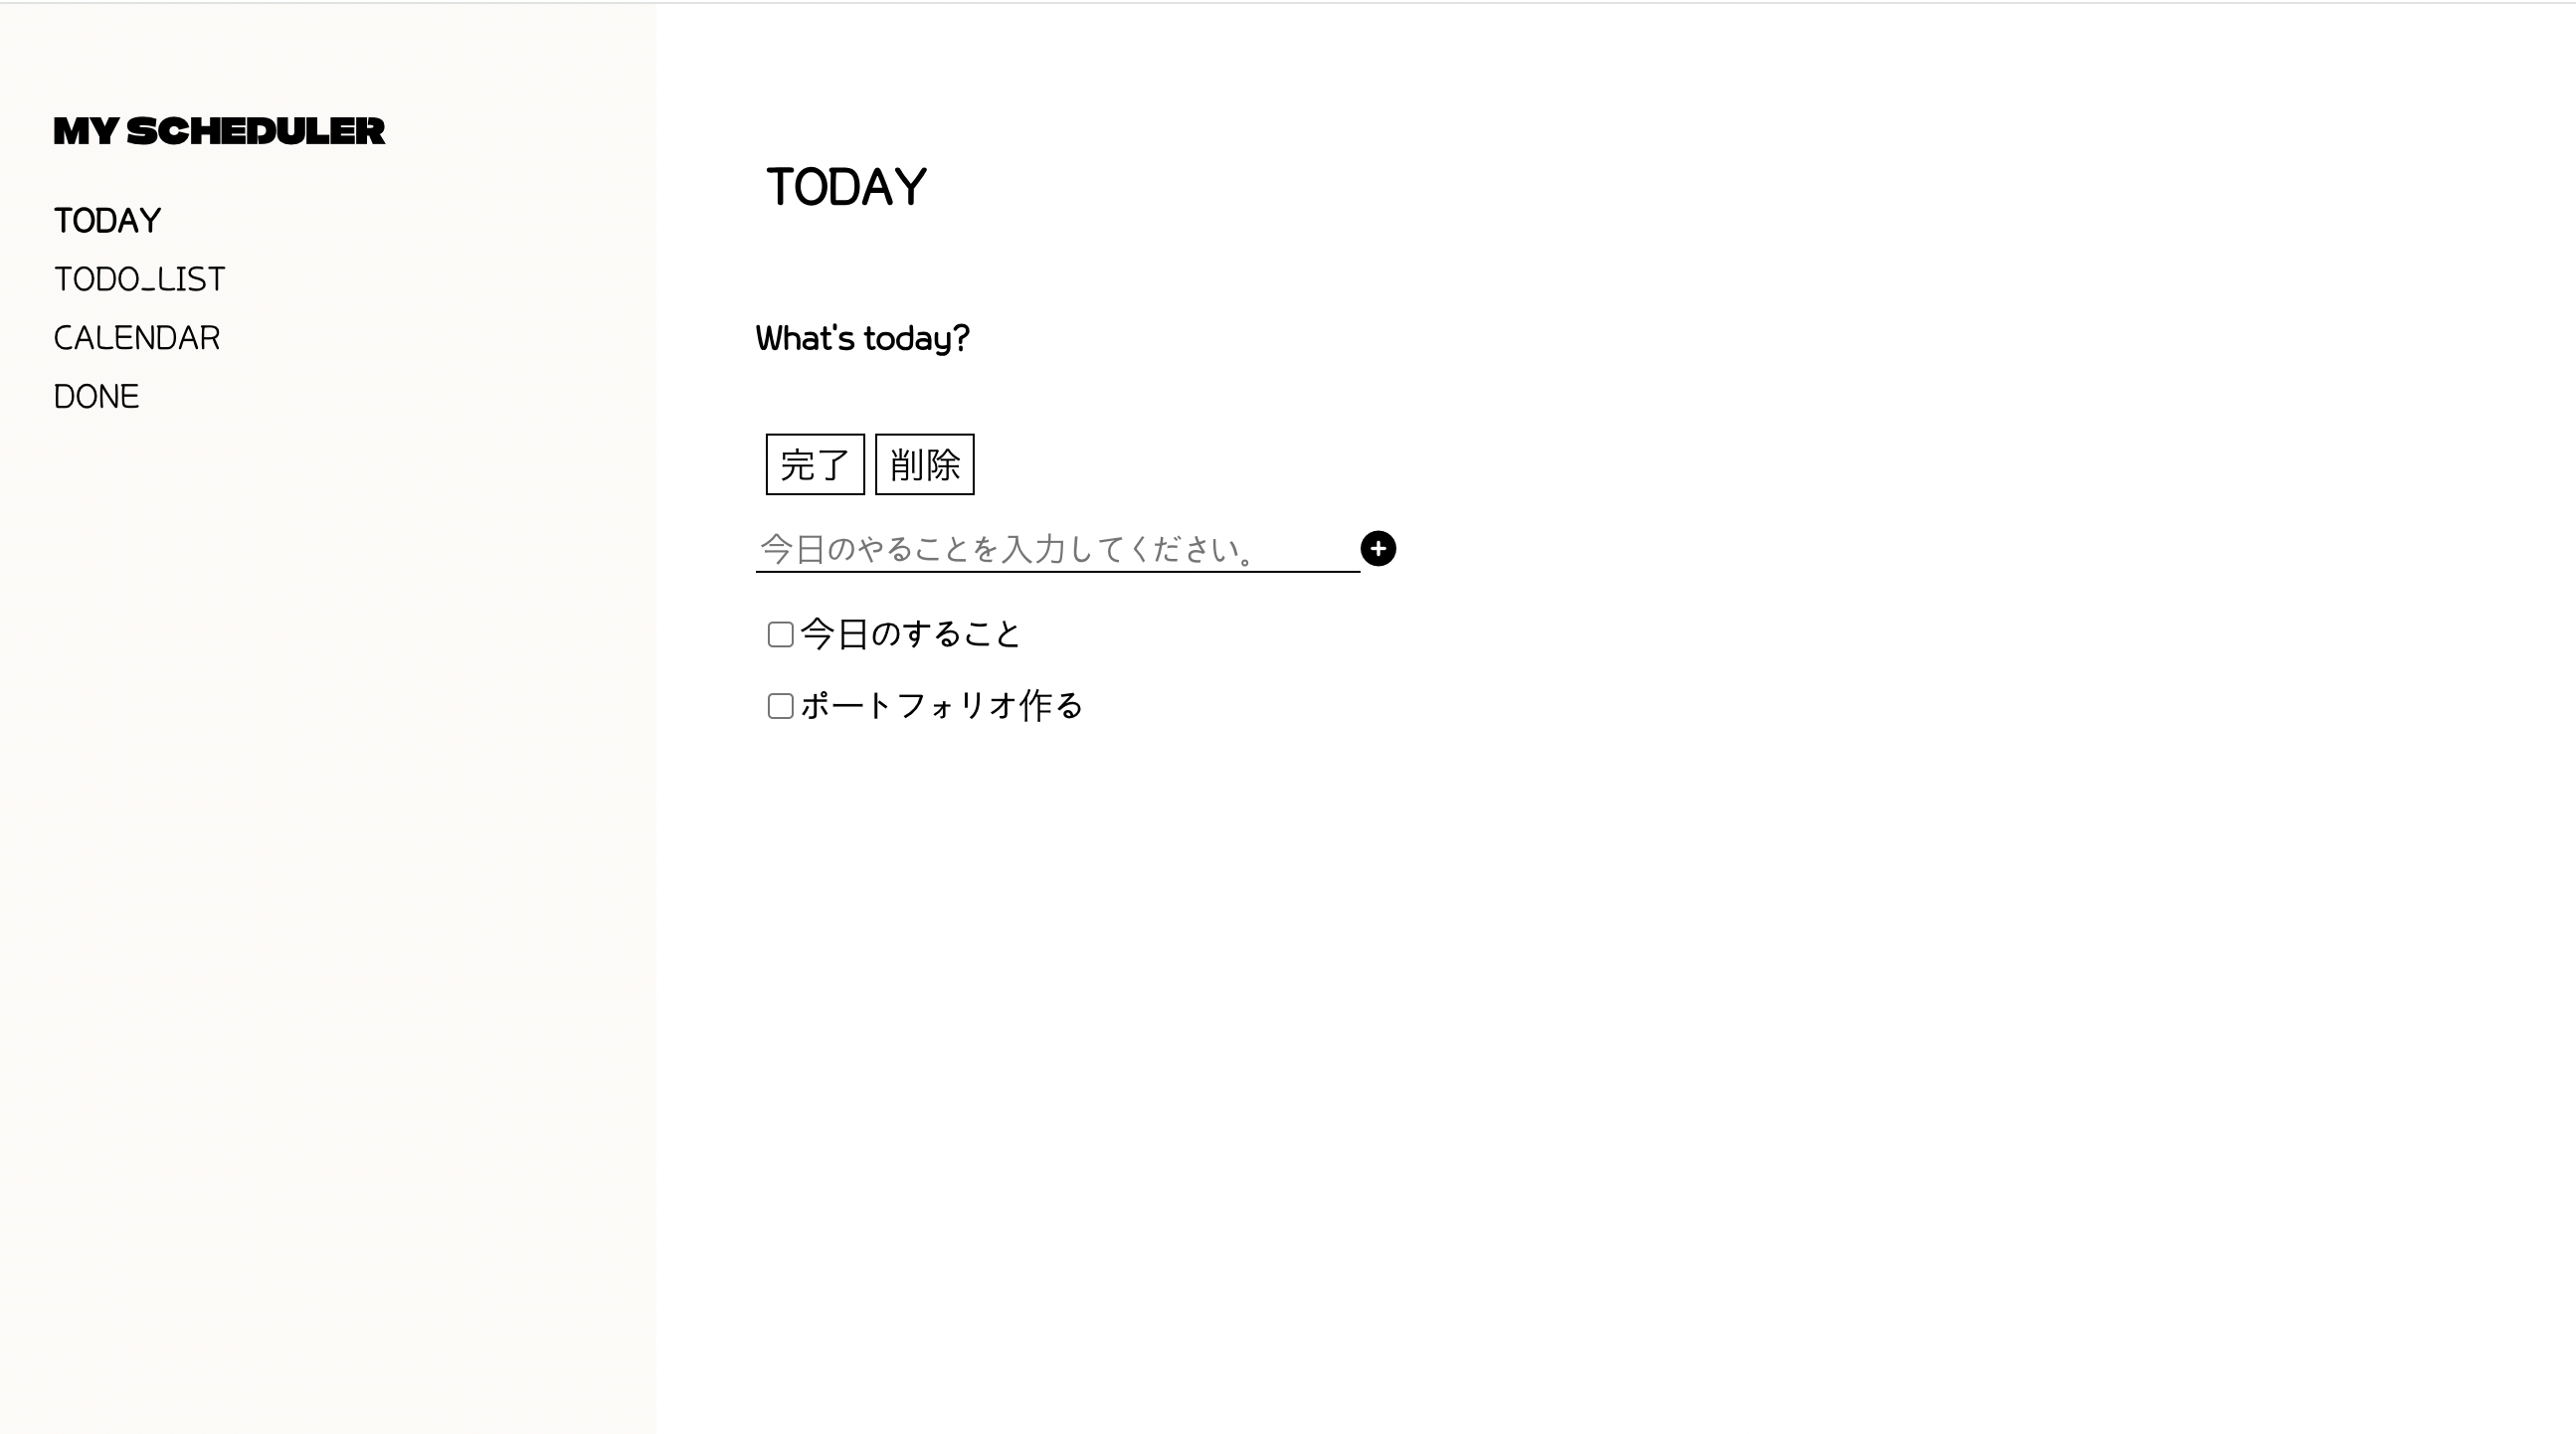 MY SCHEDULER
TODAY
TODO_LIST
CALENDAR
DONE
TODAY
What's today?
完了 削除
今日のやることを入力してください。
今日のすること
ポートフォリオ作る